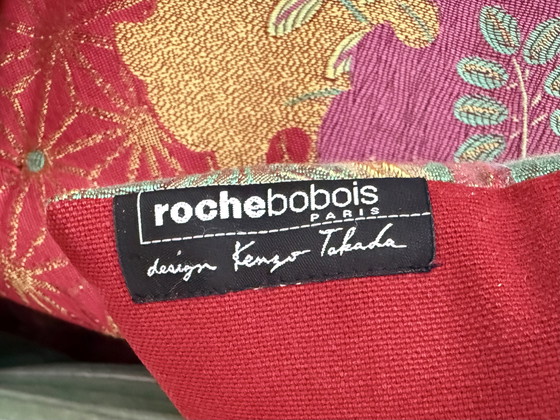 rochebobois
PARIS
design Kenzo Takada